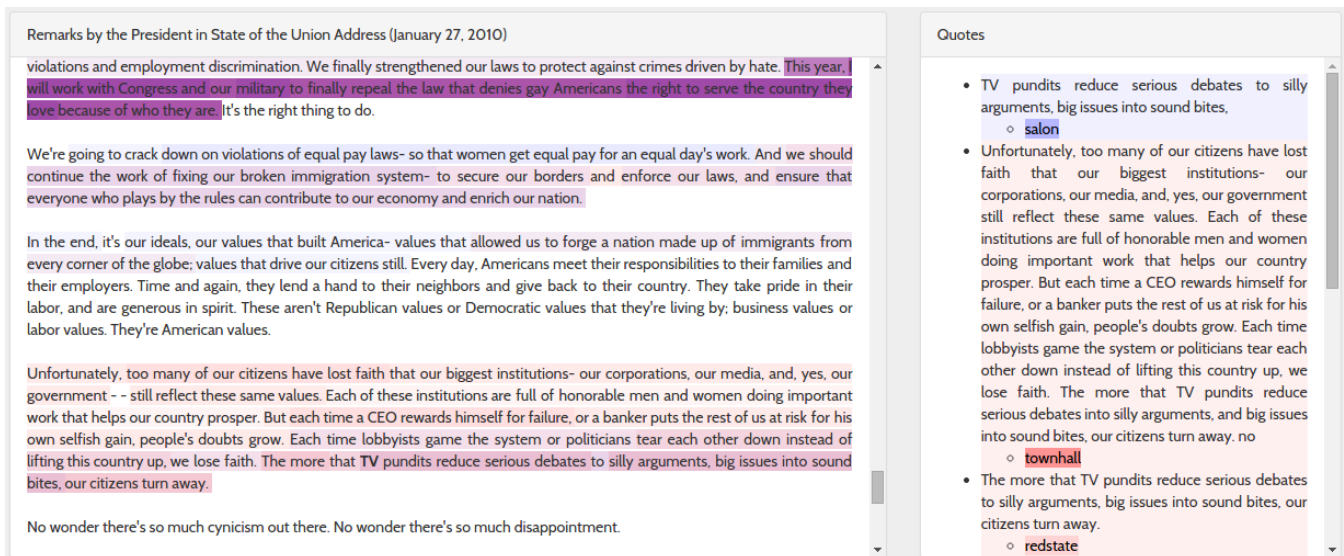 Remarks by the President in State of the Union Address (January 27, 2010)
violations and employment discrimination. We finally strengthened our laws to protect against crimes driven by hate. This year, I
will work with Congress and our military to finally repeal the law that denies gay Americans the right to serve the country they
love because of who they are. It's the right thing to do.
We're going to crack down on violations of equal pay laws- so that women get equal pay for an equal day's work. And we should
continue the work of fixing our broken immigration system- to secure our borders and enforce our laws, and ensure that
everyone who plays by the rules can contribute to our economy and enrich our nation.
In the end, it's our ideals, our values that built America- values that allowed us to forge a nation made up of immigrants from
every corner of the globe; values that drive our citizens still. Every day, Americans meet their responsibilities to their families and
their employers. Time and again, they lend a hand to their neighbors and give back to their country. They take pride in their
labor, and are generous in spirit. These aren't Republican values or Democratic values that they're living by; business values or
labor values. They're American values.
Unfortunately, too many of our citizens have lost faith that our biggest institutions- our corporations, our media, and, yes, our
government - - still reflect these same values. Each of these institutions are full of honorable men and women doing important
work that helps our country prosper. But each time a CEO rewards himself for failure, or a banker puts the rest of us at risk for his
own selfish gain, people's doubts grow. Each time lobbyists game the system or politicians tear each other down instead of
lifting this country up, we lose faith. The more that TV pundits reduce serious debates to silly arguments, big issues into sound
bites, our citizens turn away.
No wonder there's so much cynicism out there. No wonder there's so much disappointment.
Quotes
TV pundits reduce serious debates to silly
arguments, big issues into sound bites,
salon
Unfortunately, too many of our citizens have lost
faith that our biggest institutions- our
corporations, our media, and, yes, our government
still reflect these same values. Each of these
institutions are full of honorable men and women
doing important work that helps our country
prosper. But each time a CEO rewards himself for
failure, or a banker puts the rest of us at risk for his
own selfish gain, people's doubts grow. Each time
lobbyists game the system or politicians tear each
other down instead of lifting this country up, we
lose faith. The more that TV pundits reduce
serious debates into silly arguments, and big issues
into sound bites, our citizens turn away. no
townhall
The more that TV pundits reduce serious debates
to silly arguments, big issues into sound bites, our
citizens turn away.
redstate